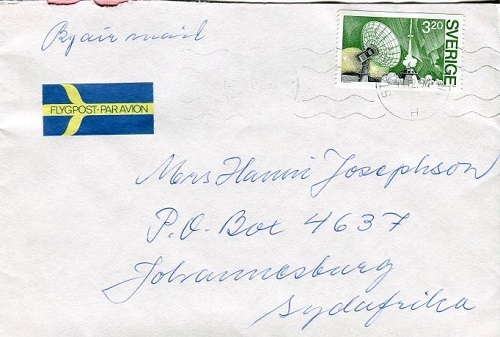 By air mail
3.20
SVERIGE
FLYGPOST-PAR AVION
Mrs Hanni Josephson
P.O. Box 4637
Johannesburg
Sydafrika